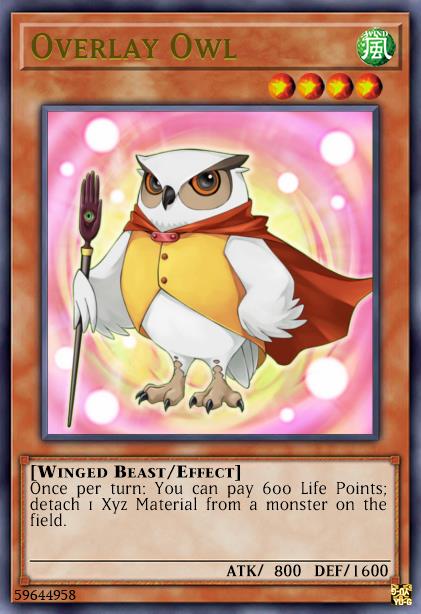 Overlay Owl
WIND
風
[Winged Beast/Effect]
Once per turn: You can pay 600 Life Points;
detach 1 Xyz Material from a monster on the
field.
ATK/ 800 DEF/1600
59644958